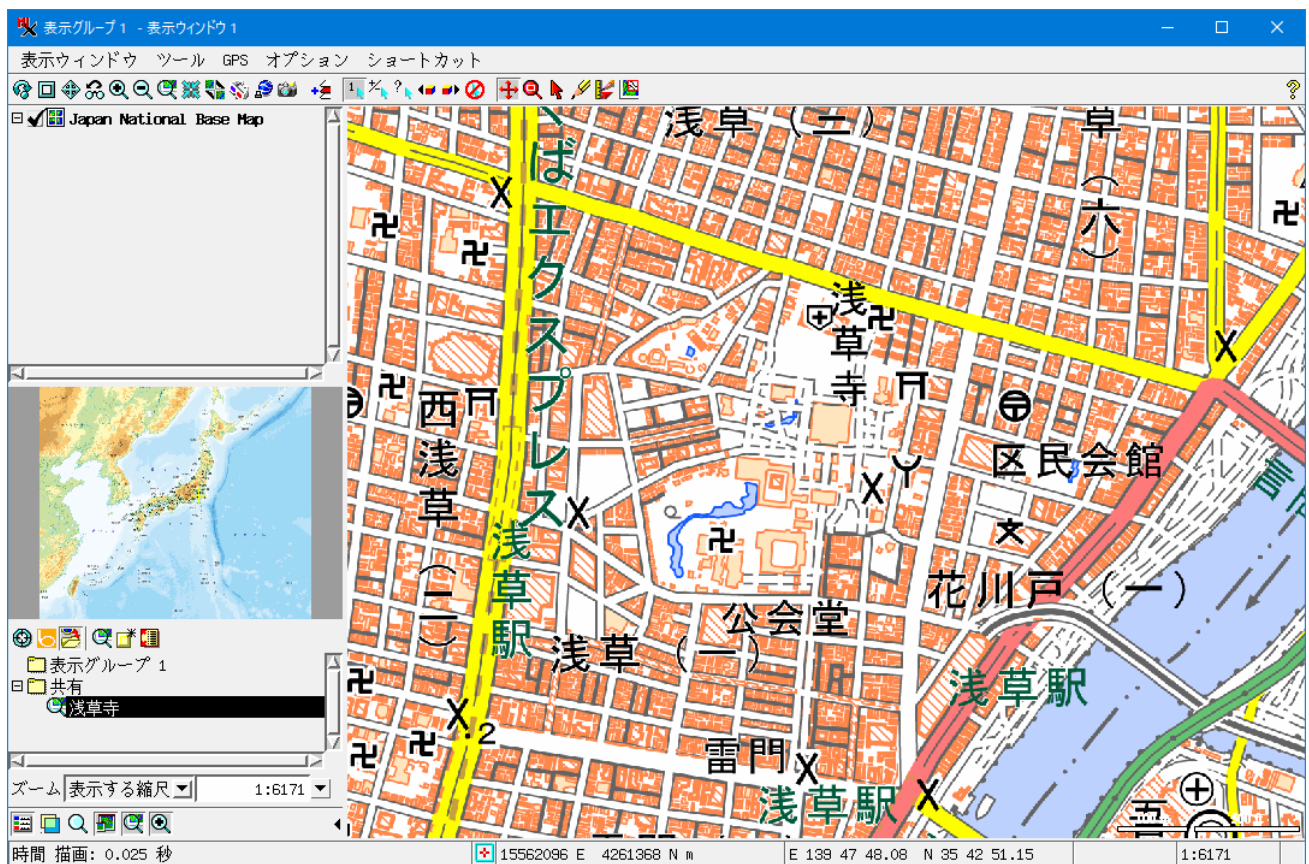 表示グループ 1 - 表示ウィンドウ 1
表示ウィンドウ ツール GPS オプション ショートカット
Japan National Base Map
表示グループ 1
共有
浅草寺
ズーム 表示する縮尺 1:6171
時間 描画: 0.025 秒
15562096 E 4261368 N m
E 139 47 48.08 N 35 42 51.15
1:6171
浅草（三）
草（六）
くばエクスプレス
浅草駅
浅草寺
西浅草（二）
区民会館
言問
花川戸（一）
公会堂
浅草（一）
浅草駅
雷門
.2
浅草駅